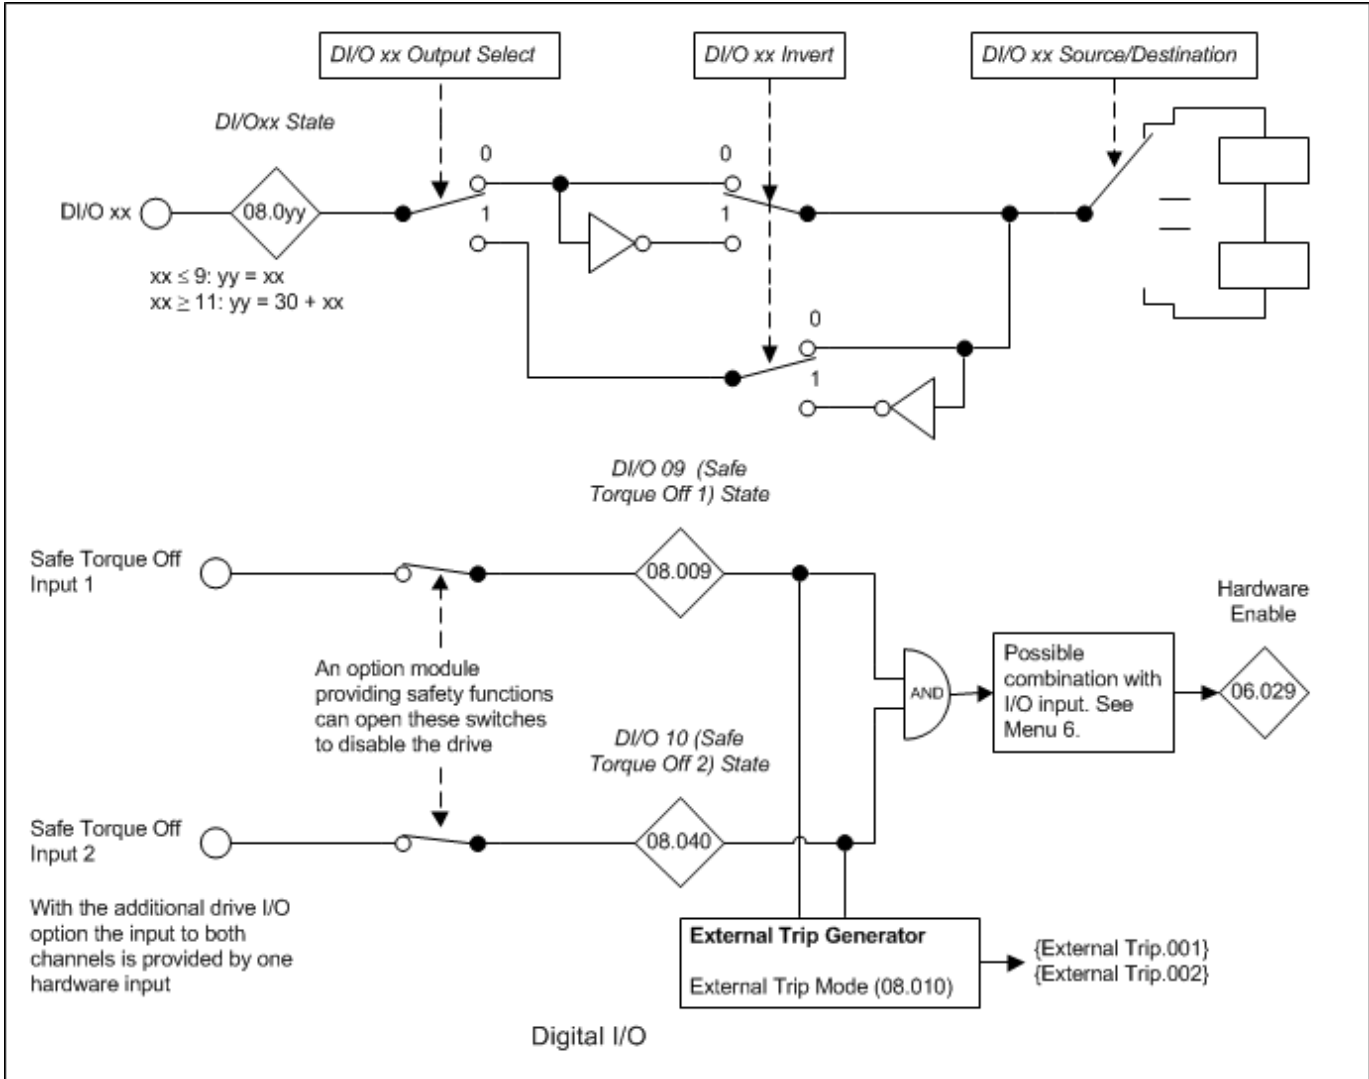 DI/O xx Output Select
DI/O xx Invert
DI/O xx Source/Destination
DI/Oxx State
0
0
DI/O xx
08.0yy
1
1
xx ≤ 9: yy = xx
xx ≥ 11: yy = 30 + xx
0
1
DI/O 09 (Safe
Torque Off 1) State
Safe Torque Off
Input 1
08.009
Hardware
Enable
An option module
providing safety functions
can open these switches
to disable the drive
AND
Possible
combination with
I/O input. See
Menu 6.
06.029
DI/O 10 (Safe
Torque Off 2) State
Safe Torque Off
Input 2
08.040
With the additional drive I/O
option the input to both
channels is provided by one
hardware input
External Trip Generator
External Trip Mode (08.010)
{External Trip.001}
{External Trip.002}
Digital I/O